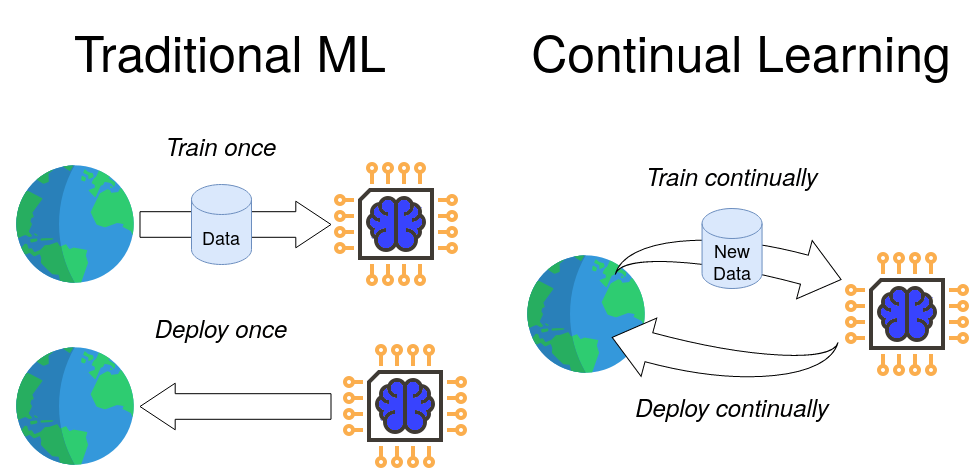 Traditional ML
Train once
Data
Deploy once
Continual Learning
Train continually
New
Data
Deploy continually